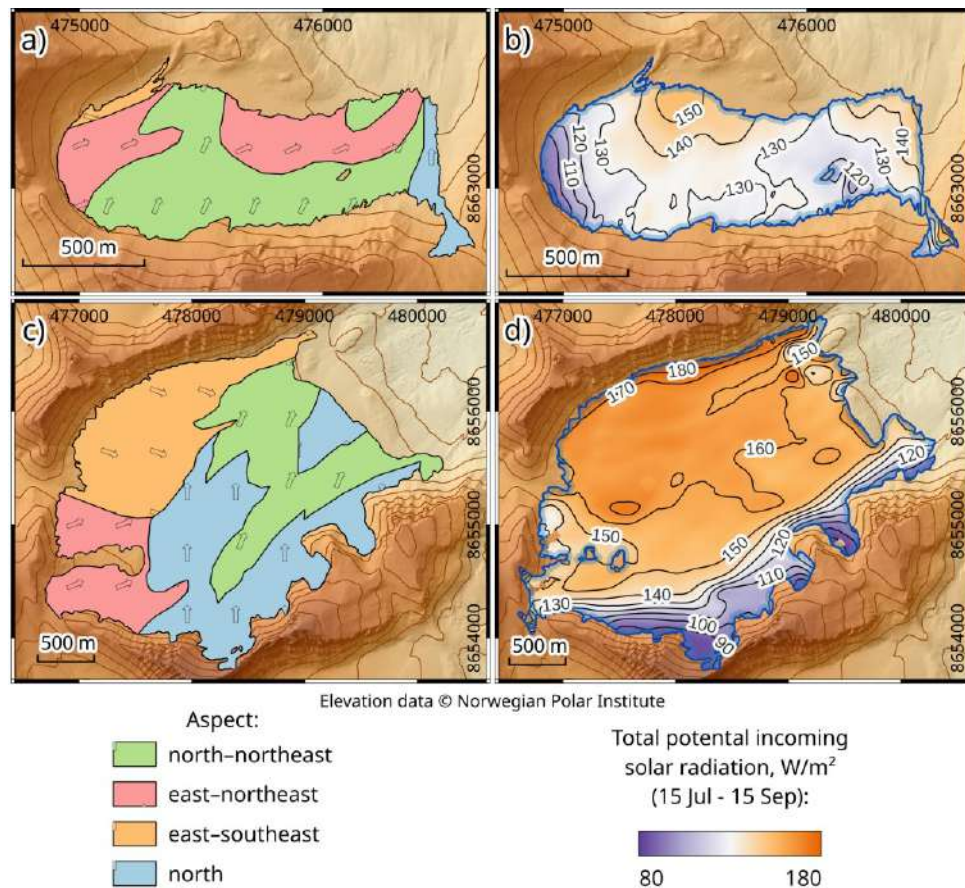 a)
475000
476000
8663000
500 m
b)
475000
476000
8663000
120
130
110
150
140
130
130
120
130
140
500 m
c)
477000
478000
479000
480000
8656000
8655000
8654000
500 m
d)
477000
478000
479000
480000
8656000
8655000
8654000
170
180
150
160
120
150
150
120
110
130
140
100
90
500 m
Elevation data © Norwegian Polar Institute
Aspect:
north–northeast
east–northeast
east–southeast
north
Total potential incoming
solar radiation, W/m²
(15 Jul - 15 Sep):
80
180